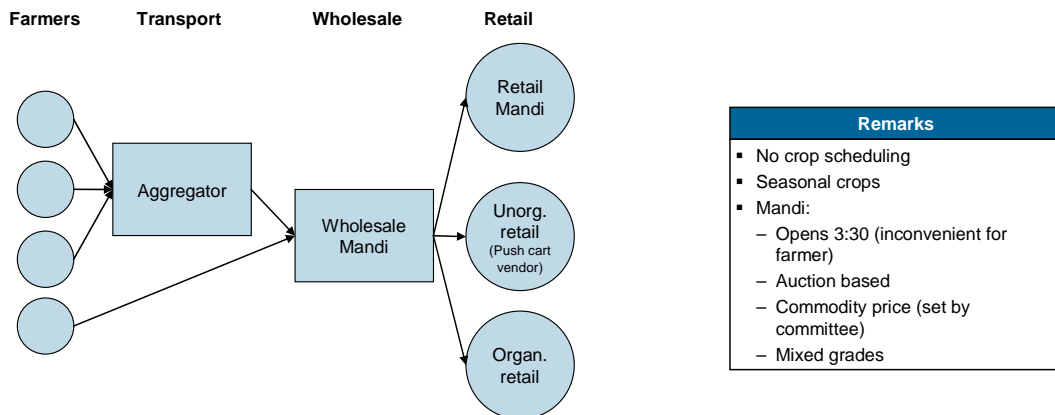 Farmers Transport Wholesale Retail
Retail
Mandi
Aggregator
Wholesale
Mandi
Unorg.
retail
(Push cart
vendor)
Organ.
retail
Remarks
▪ No crop scheduling
▪ Seasonal crops
▪ Mandi:
– Opens 3:30 (inconvenient for
farmer)
– Auction based
– Commodity price (set by
committee)
– Mixed grades